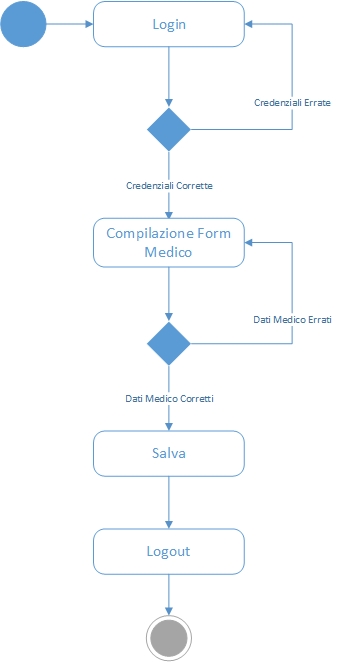 Login
Credenziali Errate
Credenziali Corrette
Compilazione Form
Medico
Dati Medico Errati
Dati Medico Corretti
Salva
Logout